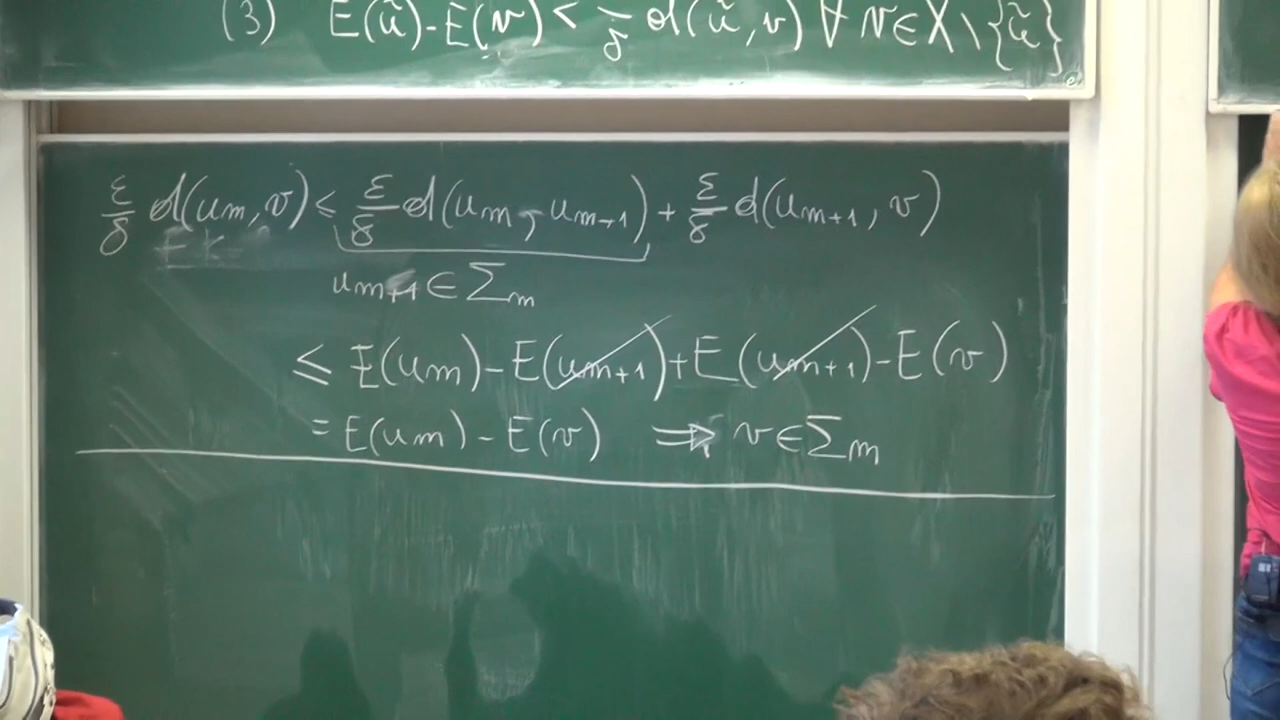 (3) E(ũ)-E(v) < -/δ d(ũ,v) ∀ v∈X\{ũ}
ε/δ d(um,v) ≤ ε/δ d(um, um+1) + ε/δ d(um+1, v)
um+1 ∈ Σm
≤ E(um)-E(um+1)+E(um+1)-E(v)
= E(um)-E(v) ⇒ v∈Σm